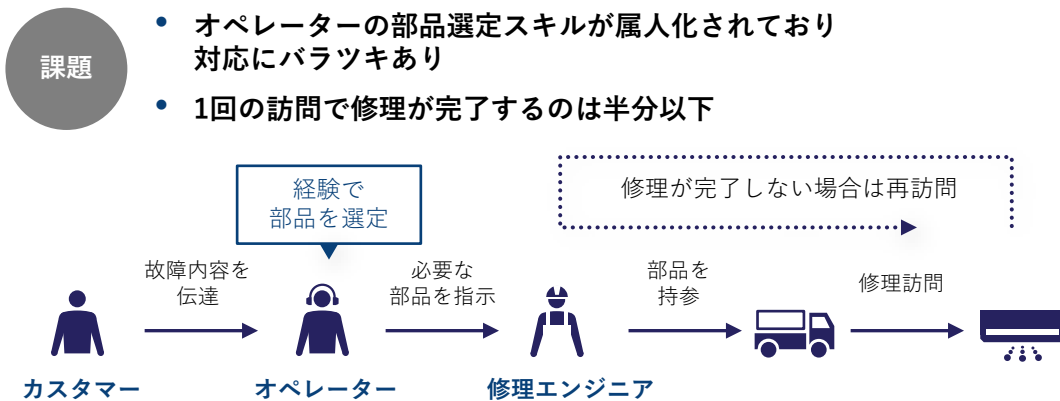 課題
• オペレーターの部品選定スキルが属人化されており
対応にバラツキあり
• 1回の訪問で修理が完了するのは半分以下
経験で
部品を選定
修理が完了しない場合は再訪問
故障内容を
伝達
必要な
部品を指示
部品を
持参
修理訪問
カスタマー
オペレーター
修理エンジニア